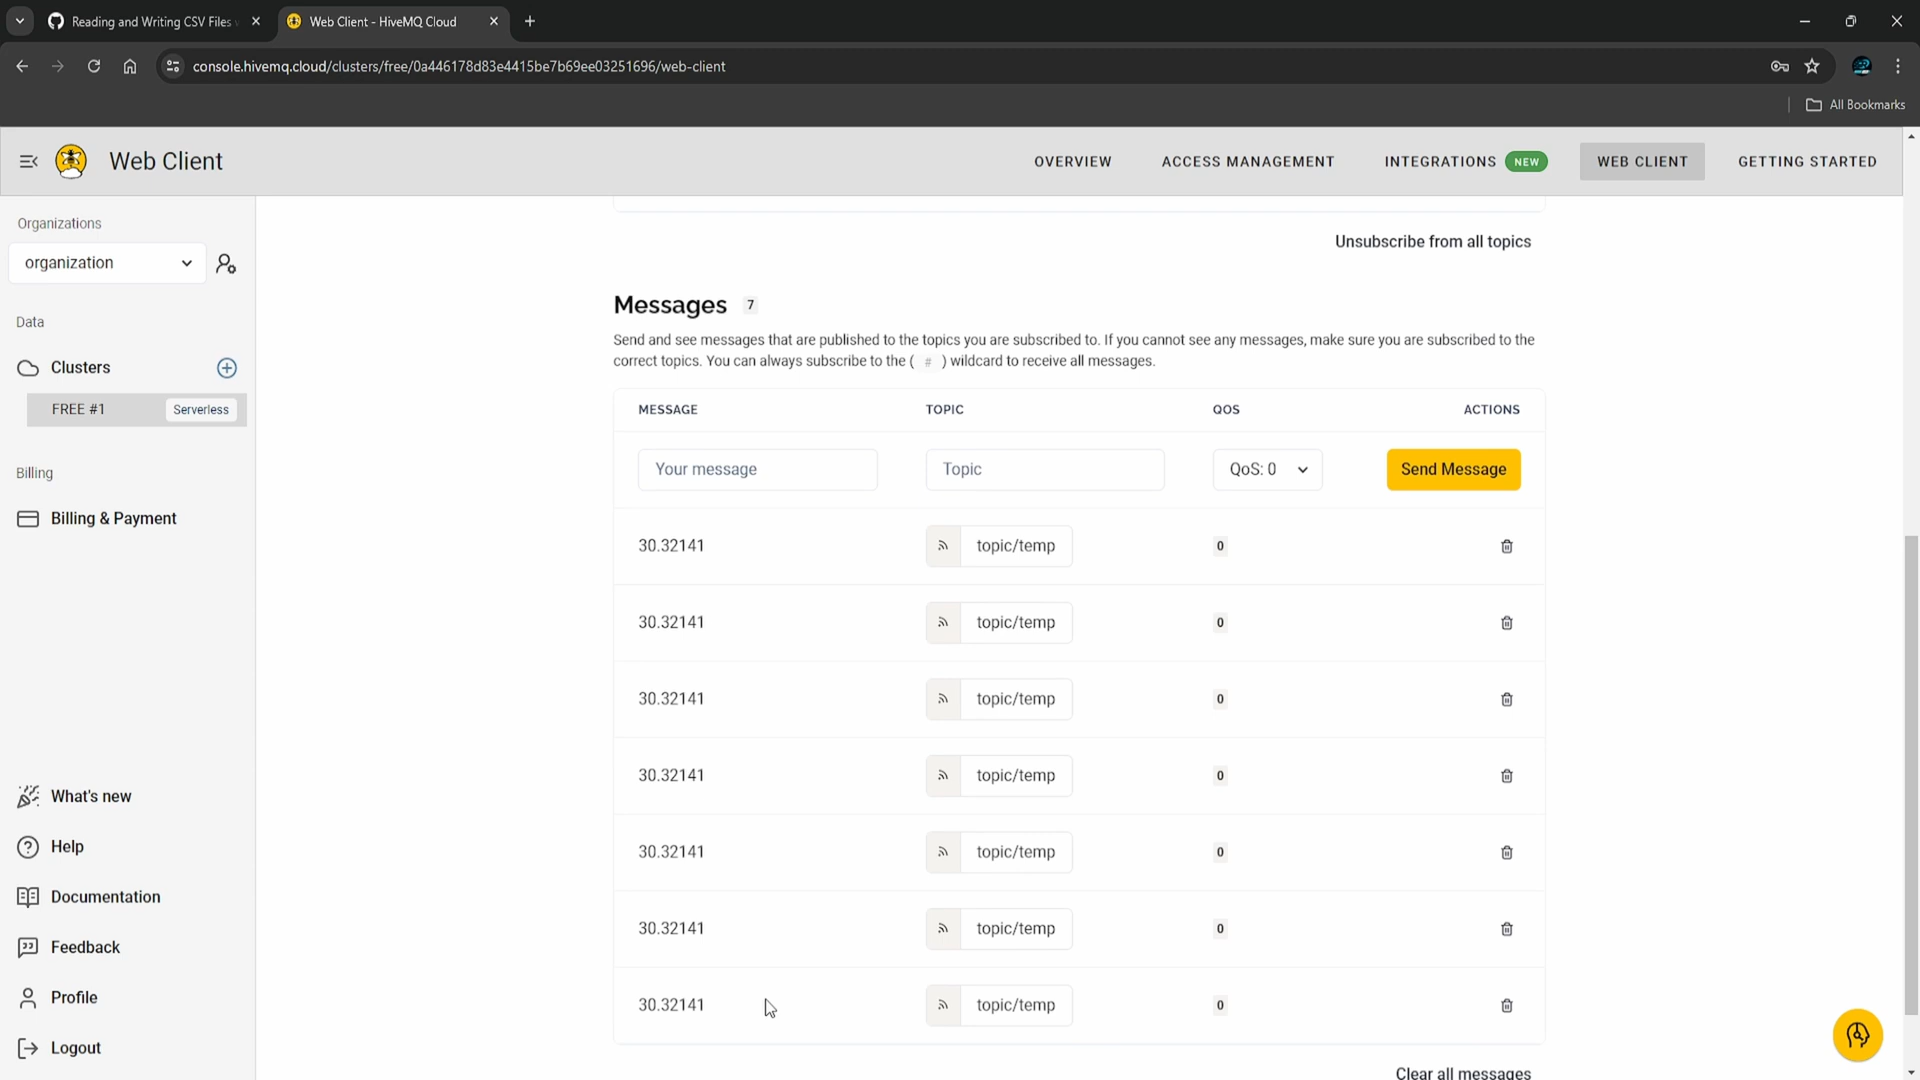 Reading and Writing CSV Files
Web Client - HiveMQ Cloud
console.hivemq.cloud/clusters/free/0a446178d83e4415be7b69ee03251696/web-client
All Bookmarks
Web Client
OVERVIEW
ACCESS MANAGEMENT
INTEGRATIONS NEW
WEB CLIENT
GETTING STARTED
Organizations
organization
Data
Clusters
FREE #1 Serverless
Billing
Billing & Payment
What's new
Help
Documentation
Feedback
Profile
Logout
Unsubscribe from all topics
Messages 7
Send and see messages that are published to the topics you are subscribed to. If you cannot see any messages, make sure you are subscribed to the
correct topics. You can always subscribe to the ( # ) wildcard to receive all messages.
MESSAGE TOPIC QOS ACTIONS
Your message Topic QoS: 0 Send Message
30.32141 topic/temp 0
30.32141 topic/temp 0
30.32141 topic/temp 0
30.32141 topic/temp 0
30.32141 topic/temp 0
30.32141 topic/temp 0
30.32141 topic/temp 0
Clear all messages